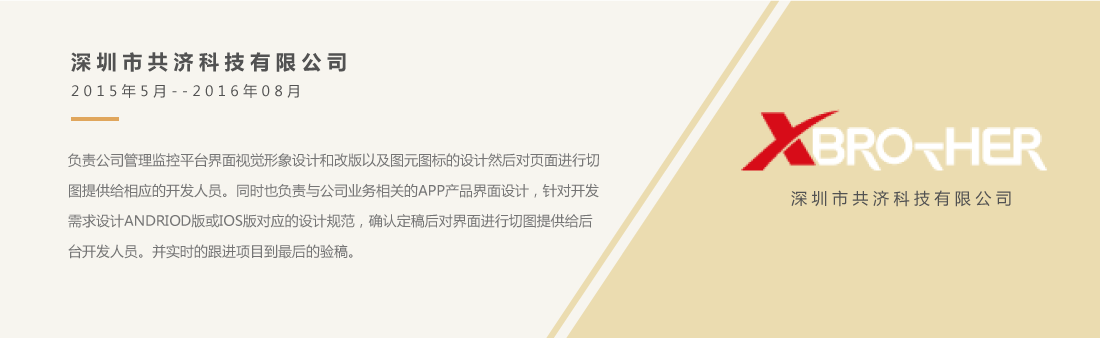 深圳市共济科技有限公司
2015年5月--2016年08月
负责公司管理监控平台界面视觉形象设计和改版以及图元图标的设计然后对页面进行切
图提供给相应的开发人员。同时也负责与公司业务相关的APP产品界面设计，针对开发
需求设计ANDRIOD版或IOS版对应的设计规范，确认定稿后对界面进行切图提供给后
台开发人员。并实时的跟进项目到最后的验稿。
XBROTHER
深圳市共济科技有限公司